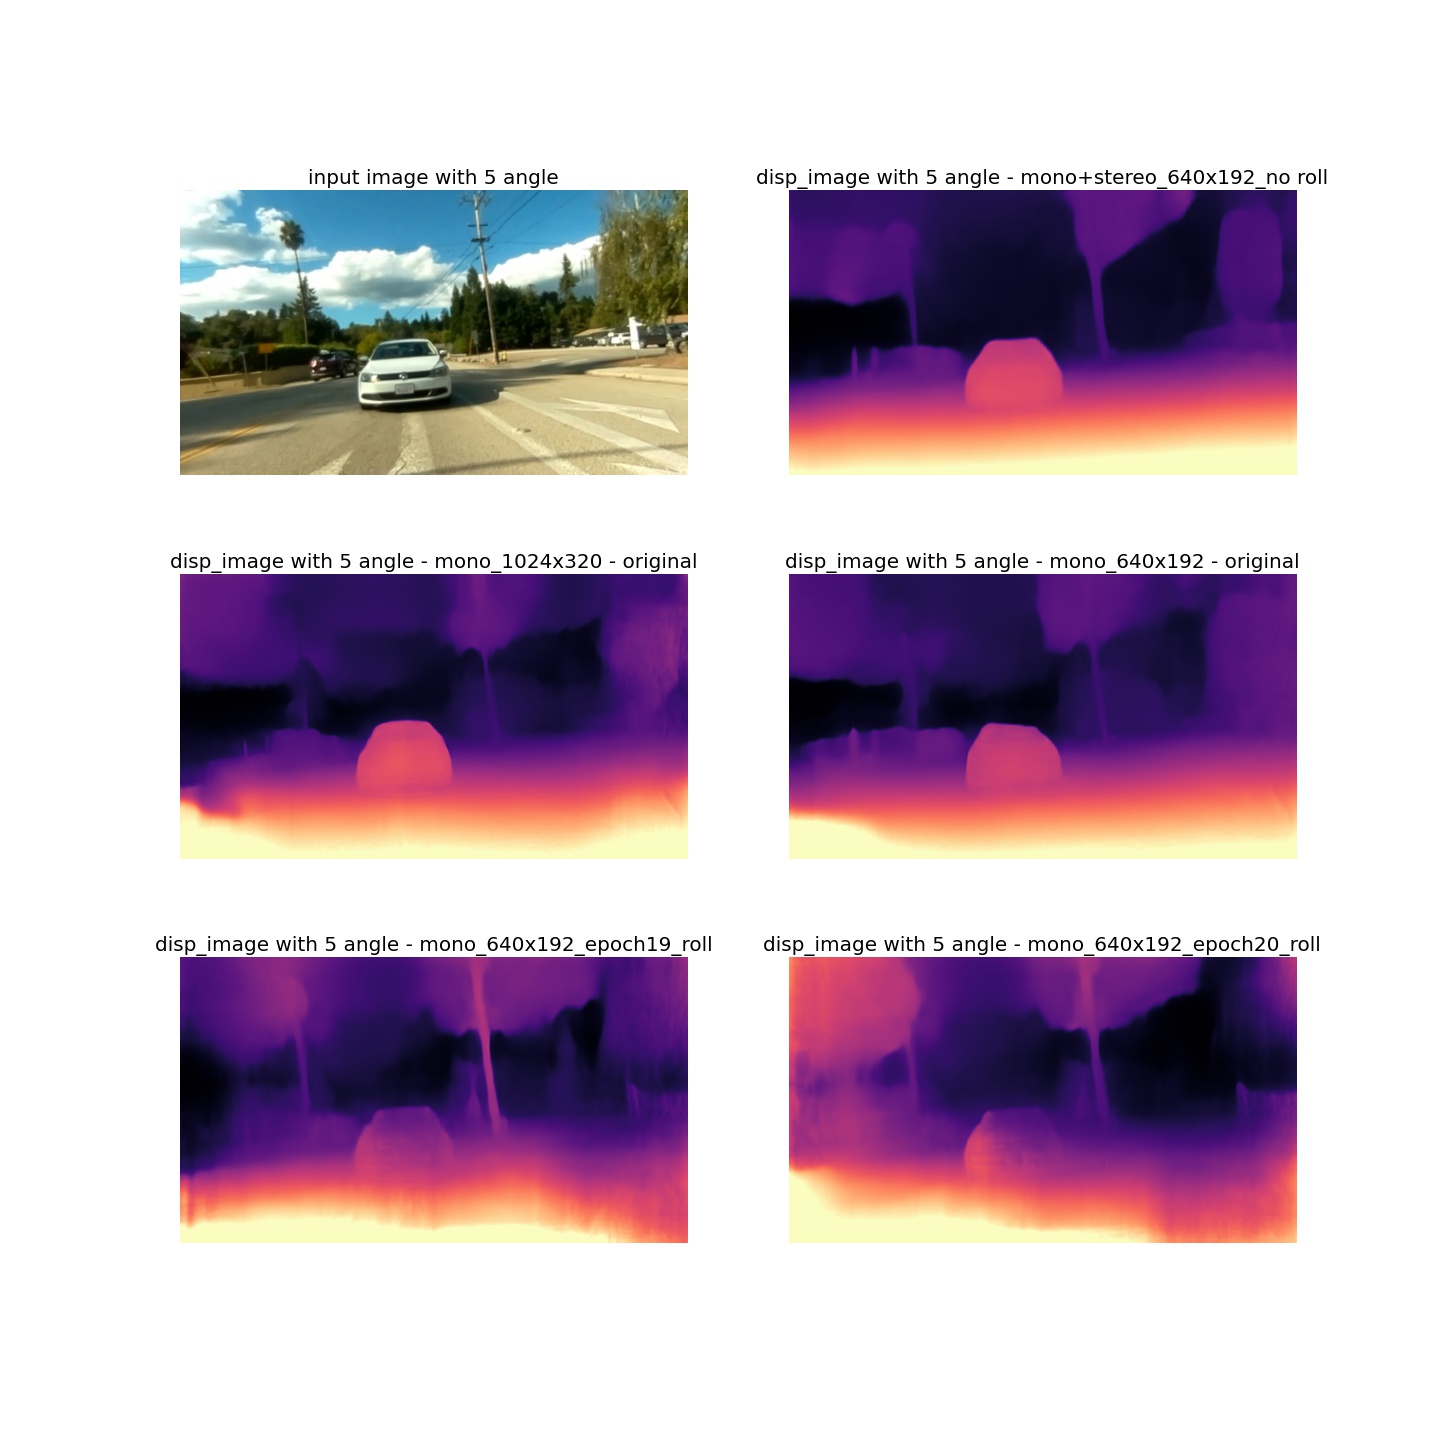 input image with 5 angle
disp_image with 5 angle - mono+stereo_640x192_no roll
disp_image with 5 angle - mono_1024x320 - original
disp_image with 5 angle - mono_640x192 - original
disp_image with 5 angle - mono_640x192_epoch19_roll
disp_image with 5 angle - mono_640x192_epoch20_roll